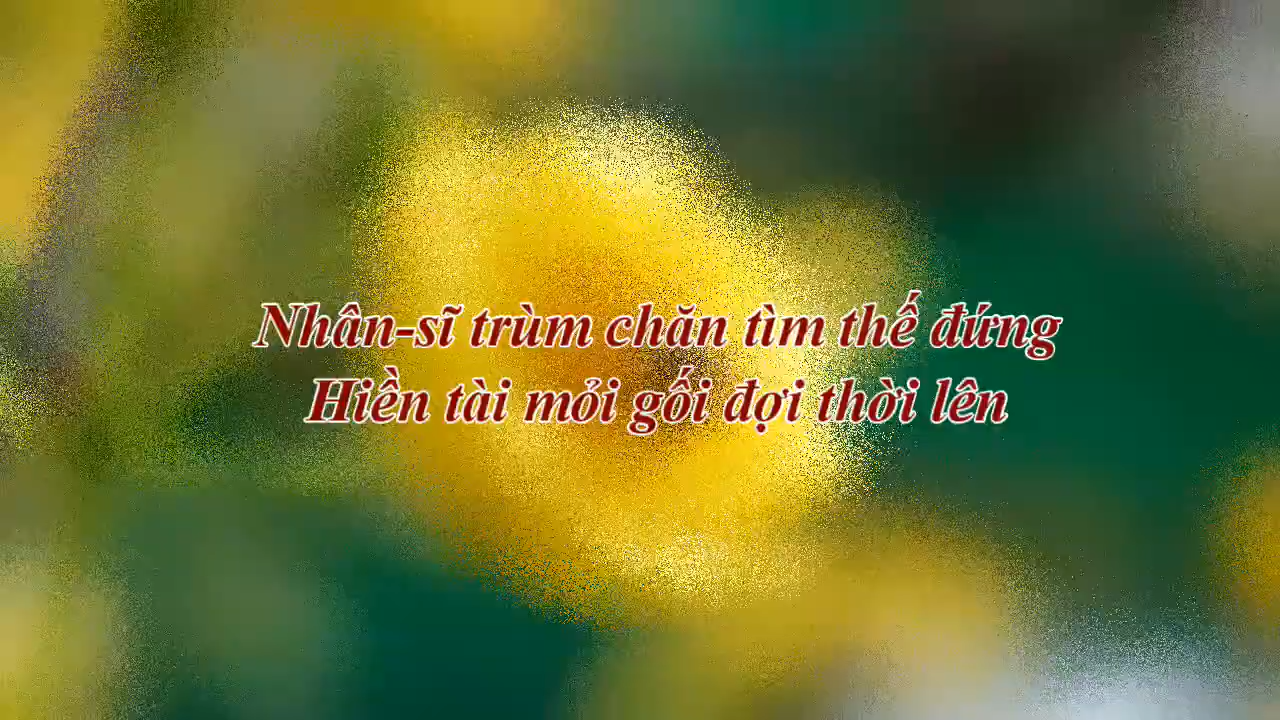 Nhân-sĩ trùm chăn tìm thế đứng
Hiền tài mỏi gối đợi thời lên